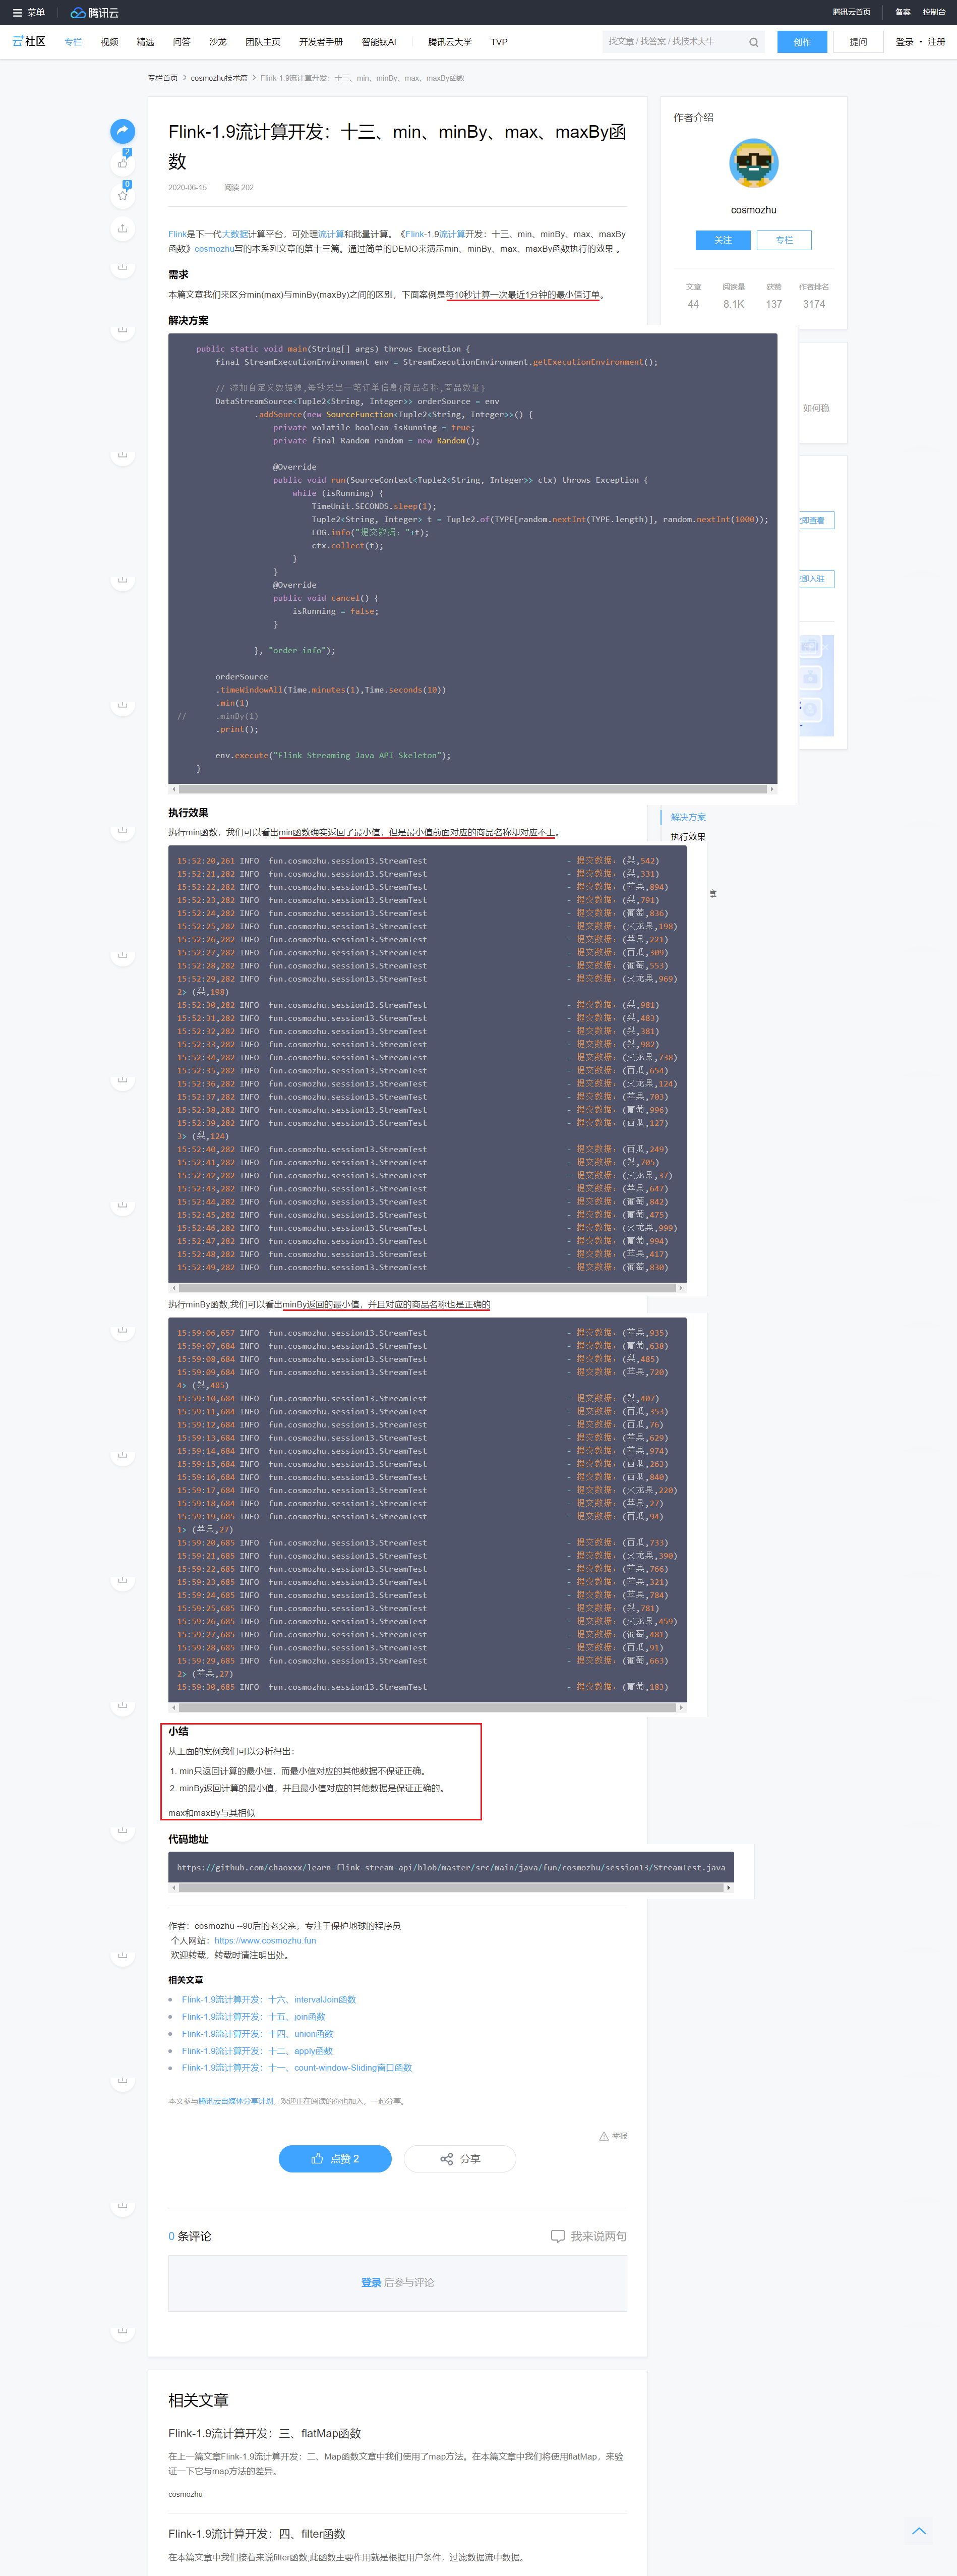 菜单 腾讯云 腾讯云首页 备案 控制台
云+社区 专栏 视频 精选 问答 沙龙 团队主页 开发者手册 智能钛AI 腾讯云大学 TVP 找文章 / 找答案 / 找技术大牛 创作 提问 登录 · 注册
专栏首页 > cosmozhu技术篇 > Flink-1.9流计算开发：十三、min、minBy、max、maxBy函数
Flink-1.9流计算开发：十三、min、minBy、max、maxBy函
数
2020-06-15 阅读 202
2
0
Flink是下一代大数据计算平台，可处理流计算和批量计算。《Flink-1.9流计算开发：十三、min、minBy、max、maxBy
函数》cosmozhu写的本系列文章的第十三篇。通过简单的DEMO来演示min、minBy、max、maxBy函数执行的效果 。
需求
本篇文章我们来区分min(max)与minBy(maxBy)之间的区别，下面案例是每10秒计算一次最近1分钟的最小值订单。
解决方案
public static void main(String[] args) throws Exception {
final StreamExecutionEnvironment env = StreamExecutionEnvironment.getExecutionEnvironment();
// 添加自定义数据源,每秒发出一笔订单信息{商品名称,商品数量}
DataStreamSource<Tuple2<String, Integer>> orderSource = env
.addSource(new SourceFunction<Tuple2<String, Integer>>() {
private volatile boolean isRunning = true;
private final Random random = new Random();
@Override
public void run(SourceContext<Tuple2<String, Integer>> ctx) throws Exception {
while (isRunning) {
TimeUnit.SECONDS.sleep(1);
Tuple2<String, Integer> t = Tuple2.of(TYPE[random.nextInt(TYPE.length)], random.nextInt(1000));
LOG.info("提交数据："+t);
ctx.collect(t);
}
}
@Override
public void cancel() {
isRunning = false;
}
}, "order-info");
orderSource
.timeWindowAll(Time.minutes(1),Time.seconds(10))
.min(1)
// .minBy(1)
.print();
env.execute("Flink Streaming Java API Skeleton");
}
执行效果
执行min函数，我们可以看出min函数确实返回了最小值，但是最小值前面对应的商品名称却对应不上。
15:52:20,261 INFO fun.cosmozhu.session13.StreamTest - 提交数据：(梨,542)
15:52:21,282 INFO fun.cosmozhu.session13.StreamTest - 提交数据：(梨,331)
15:52:22,282 INFO fun.cosmozhu.session13.StreamTest - 提交数据：(苹果,894)
15:52:23,282 INFO fun.cosmozhu.session13.StreamTest - 提交数据：(梨,791)
15:52:24,282 INFO fun.cosmozhu.session13.StreamTest - 提交数据：(葡萄,836)
15:52:25,282 INFO fun.cosmozhu.session13.StreamTest - 提交数据：(火龙果,198)
15:52:26,282 INFO fun.cosmozhu.session13.StreamTest - 提交数据：(苹果,221)
15:52:27,282 INFO fun.cosmozhu.session13.StreamTest - 提交数据：(西瓜,309)
15:52:28,282 INFO fun.cosmozhu.session13.StreamTest - 提交数据：(葡萄,553)
15:52:29,282 INFO fun.cosmozhu.session13.StreamTest - 提交数据：(火龙果,969)
2> (梨,198)
15:52:30,282 INFO fun.cosmozhu.session13.StreamTest - 提交数据：(梨,981)
15:52:31,282 INFO fun.cosmozhu.session13.StreamTest - 提交数据：(梨,483)
15:52:32,282 INFO fun.cosmozhu.session13.StreamTest - 提交数据：(梨,381)
15:52:33,282 INFO fun.cosmozhu.session13.StreamTest - 提交数据：(梨,982)
15:52:34,282 INFO fun.cosmozhu.session13.StreamTest - 提交数据：(火龙果,738)
15:52:35,282 INFO fun.cosmozhu.session13.StreamTest - 提交数据：(西瓜,654)
15:52:36,282 INFO fun.cosmozhu.session13.StreamTest - 提交数据：(火龙果,124)
15:52:37,282 INFO fun.cosmozhu.session13.StreamTest - 提交数据：(苹果,703)
15:52:38,282 INFO fun.cosmozhu.session13.StreamTest - 提交数据：(葡萄,996)
15:52:39,282 INFO fun.cosmozhu.session13.StreamTest - 提交数据：(西瓜,127)
3> (梨,124)
15:52:40,282 INFO fun.cosmozhu.session13.StreamTest - 提交数据：(西瓜,249)
15:52:41,282 INFO fun.cosmozhu.session13.StreamTest - 提交数据：(梨,705)
15:52:42,282 INFO fun.cosmozhu.session13.StreamTest - 提交数据：(火龙果,37)
15:52:43,282 INFO fun.cosmozhu.session13.StreamTest - 提交数据：(苹果,647)
15:52:44,282 INFO fun.cosmozhu.session13.StreamTest - 提交数据：(葡萄,842)
15:52:45,282 INFO fun.cosmozhu.session13.StreamTest - 提交数据：(葡萄,475)
15:52:46,282 INFO fun.cosmozhu.session13.StreamTest - 提交数据：(火龙果,999)
15:52:47,282 INFO fun.cosmozhu.session13.StreamTest - 提交数据：(葡萄,994)
15:52:48,282 INFO fun.cosmozhu.session13.StreamTest - 提交数据：(苹果,417)
15:52:49,282 INFO fun.cosmozhu.session13.StreamTest - 提交数据：(葡萄,830)
执行minBy函数,我们可以看出minBy返回的最小值，并且对应的商品名称也是正确的
15:59:06,657 INFO fun.cosmozhu.session13.StreamTest - 提交数据：(苹果,935)
15:59:07,684 INFO fun.cosmozhu.session13.StreamTest - 提交数据：(葡萄,638)
15:59:08,684 INFO fun.cosmozhu.session13.StreamTest - 提交数据：(梨,485)
15:59:09,684 INFO fun.cosmozhu.session13.StreamTest - 提交数据：(苹果,720)
4> (梨,485)
15:59:10,684 INFO fun.cosmozhu.session13.StreamTest - 提交数据：(梨,407)
15:59:11,684 INFO fun.cosmozhu.session13.StreamTest - 提交数据：(西瓜,353)
15:59:12,684 INFO fun.cosmozhu.session13.StreamTest - 提交数据：(西瓜,76)
15:59:13,684 INFO fun.cosmozhu.session13.StreamTest - 提交数据：(苹果,629)
15:59:14,684 INFO fun.cosmozhu.session13.StreamTest - 提交数据：(苹果,974)
15:59:15,684 INFO fun.cosmozhu.session13.StreamTest - 提交数据：(西瓜,263)
15:59:16,684 INFO fun.cosmozhu.session13.StreamTest - 提交数据：(西瓜,840)
15:59:17,684 INFO fun.cosmozhu.session13.StreamTest - 提交数据：(火龙果,220)
15:59:18,684 INFO fun.cosmozhu.session13.StreamTest - 提交数据：(苹果,27)
15:59:19,685 INFO fun.cosmozhu.session13.StreamTest - 提交数据：(西瓜,94)
1> (苹果,27)
15:59:20,685 INFO fun.cosmozhu.session13.StreamTest - 提交数据：(西瓜,733)
15:59:21,685 INFO fun.cosmozhu.session13.StreamTest - 提交数据：(火龙果,390)
15:59:22,685 INFO fun.cosmozhu.session13.StreamTest - 提交数据：(苹果,766)
15:59:23,685 INFO fun.cosmozhu.session13.StreamTest - 提交数据：(苹果,321)
15:59:24,685 INFO fun.cosmozhu.session13.StreamTest - 提交数据：(苹果,784)
15:59:25,685 INFO fun.cosmozhu.session13.StreamTest - 提交数据：(梨,781)
15:59:26,685 INFO fun.cosmozhu.session13.StreamTest - 提交数据：(火龙果,459)
15:59:27,685 INFO fun.cosmozhu.session13.StreamTest - 提交数据：(葡萄,481)
15:59:28,685 INFO fun.cosmozhu.session13.StreamTest - 提交数据：(西瓜,91)
15:59:29,685 INFO fun.cosmozhu.session13.StreamTest - 提交数据：(葡萄,663)
2> (苹果,27)
15:59:30,685 INFO fun.cosmozhu.session13.StreamTest - 提交数据：(葡萄,183)
小结
从上面的案例我们可以分析得出：
1. min只返回计算的最小值，而最小值对应的其他数据不保证正确。
2. minBy返回计算的最小值，并且最小值对应的其他数据是保证正确的。
max和maxBy与其相似
代码地址
https://github.com/chaoxxx/learn-flink-stream-api/blob/master/src/main/java/fun/cosmozhu/session13/StreamTest.java
作者：cosmozhu --90后的老父亲，专注于保护地球的程序员
个人网站：https://www.cosmozhu.fun
欢迎转载，转载时请注明出处。
相关文章
Flink-1.9流计算开发：十六、intervalJoin函数
Flink-1.9流计算开发：十五、join函数
Flink-1.9流计算开发：十四、union函数
Flink-1.9流计算开发：十二、apply函数
Flink-1.9流计算开发：十一、count-window-Sliding窗口函数
本文参与腾讯云自媒体分享计划，欢迎正在阅读的你也加入，一起分享。
举报
点赞 2 分享
0 条评论 我来说两句
登录 后参与评论
相关文章
Flink-1.9流计算开发：三、flatMap函数
在上一篇文章Flink-1.9流计算开发：二、Map函数文章中我们使用了map方法。在本篇文章中我们将使用flatMap，来验
证一下它与map方法的差异。
cosmozhu
Flink-1.9流计算开发：四、filter函数
在本篇文章中我们接着来说filter函数,此函数主要作用就是根据用户条件，过滤数据流中数据。
作者介绍
cosmozhu
关注 专栏
文章 阅读量 获赞 作者排名
44 8.1K 137 3174
如何稳
即查看
即入驻
解决方案
执行效果